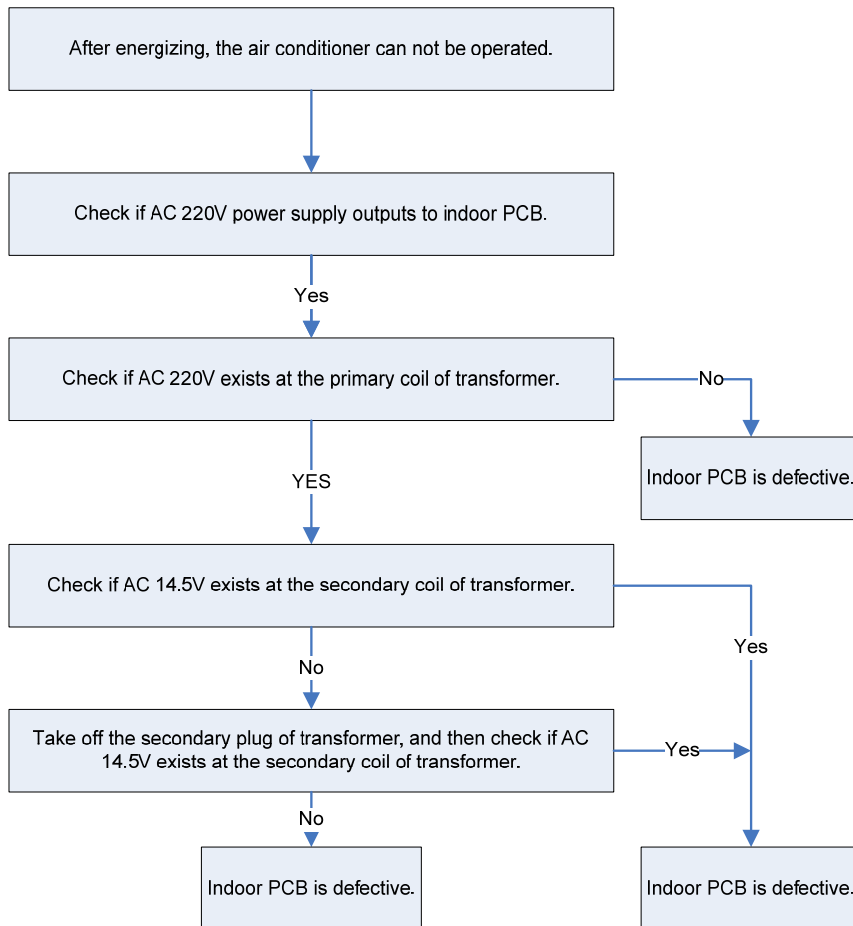 After energizing, the air conditioner can not be operated.
Check if AC 220V power supply outputs to indoor PCB.
Yes
Check if AC 220V exists at the primary coil of transformer.
No
Indoor PCB is defective.
YES
Check if AC 14.5V exists at the secondary coil of transformer.
Yes
No
Take off the secondary plug of transformer, and then check if AC
14.5V exists at the secondary coil of transformer.
Yes
No
Indoor PCB is defective.
Indoor PCB is defective.